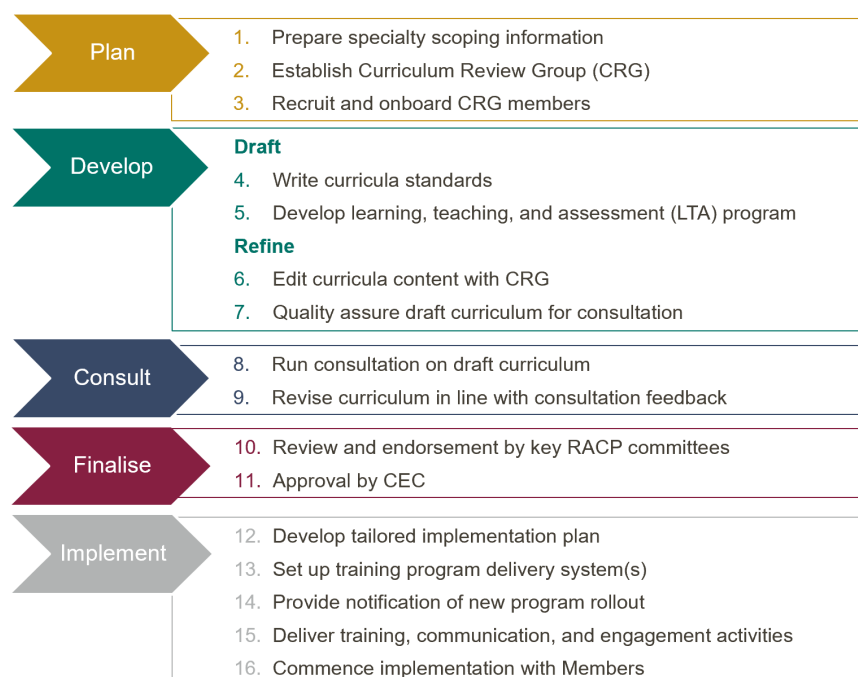 Plan
1. Prepare specialty scoping information
2. Establish Curriculum Review Group (CRG)
3. Recruit and onboard CRG members
Develop
Draft
4. Write curricula standards
5. Develop learning, teaching, and assessment (LTA) program
Refine
6. Edit curricula content with CRG
7. Quality assure draft curriculum for consultation
Consult
8. Run consultation on draft curriculum
9. Revise curriculum in line with consultation feedback
Finalise
10. Review and endorsement by key RACP committees
11. Approval by CEC
Implement
12. Develop tailored implementation plan
13. Set up training program delivery system(s)
14. Provide notification of new program rollout
15. Deliver training, communication, and engagement activities
16. Commence implementation with Members